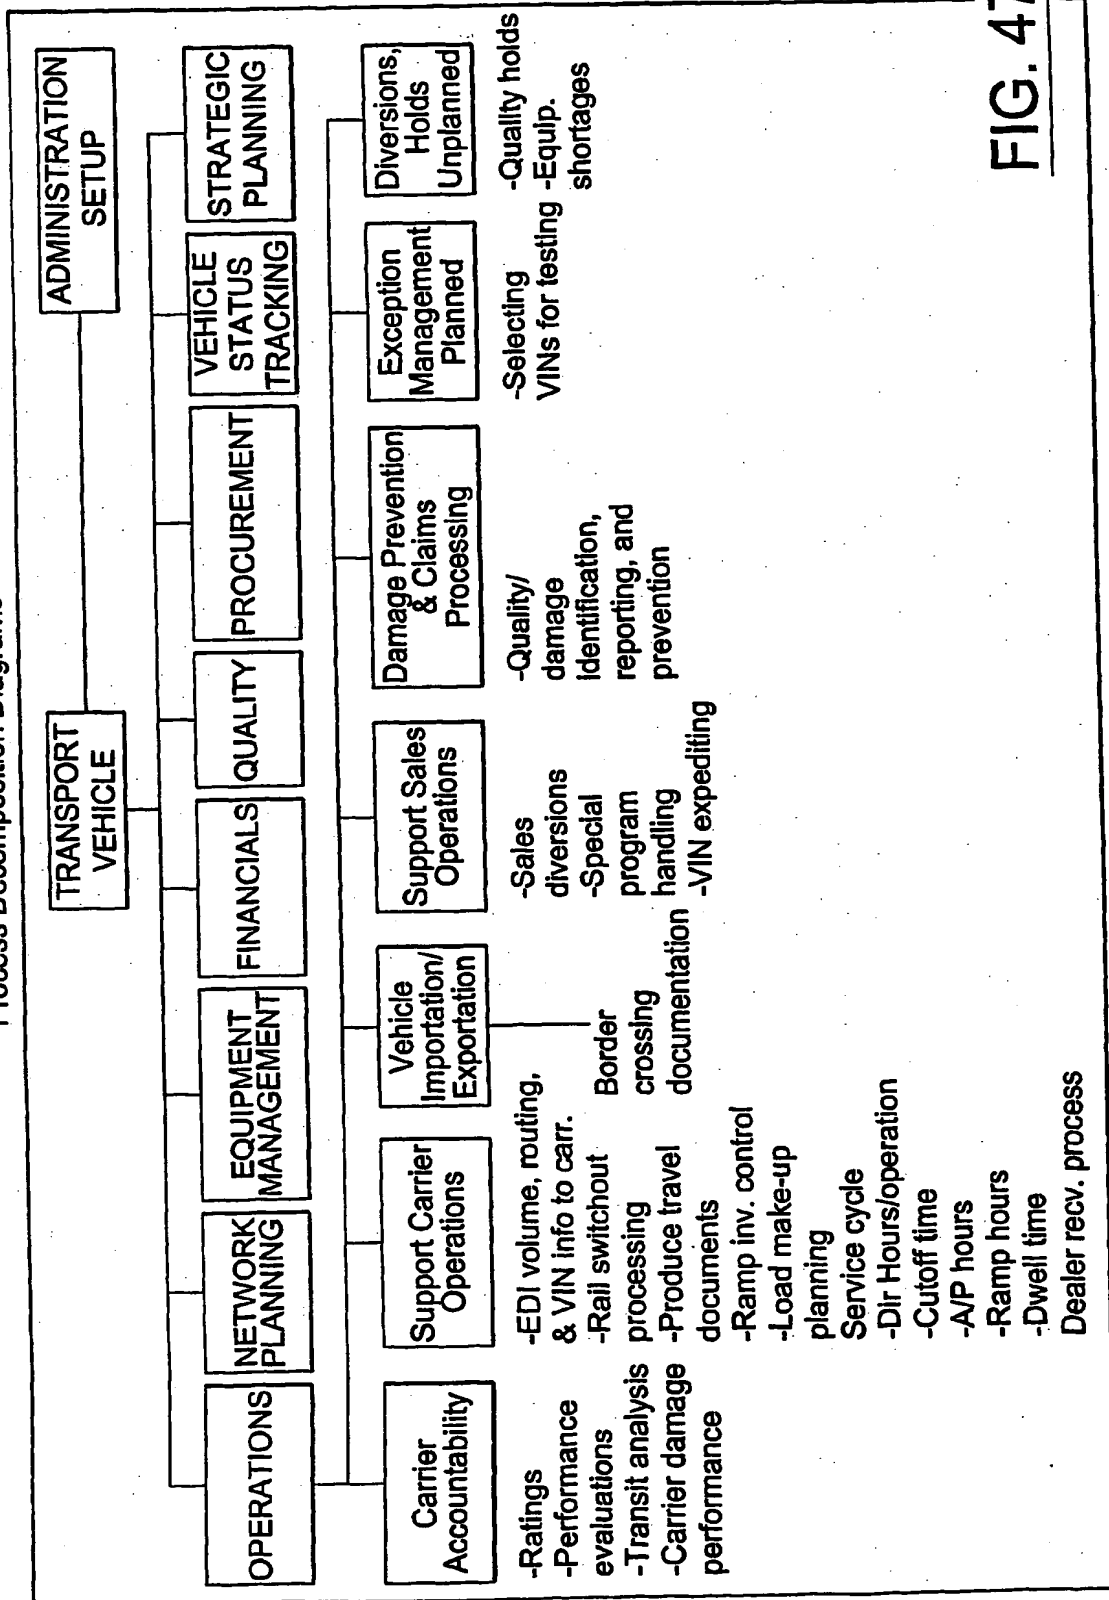 Process Decomposition Diagrams
TRANSPORT
VEHICLE
ADMINISTRATION
SETUP
OPERATIONS
NETWORK
PLANNING
EQUIPMENT
MANAGEMENT
FINANCIALS
QUALITY
PROCUREMENT
VEHICLE
STATUS
TRACKING
STRATEGIC
PLANNING
Carrier
Accountability
-Ratings
-Performance
evaluations
-Transit analysis
-Carrier damage
performance
Support Carrier
Operations
-EDI volume, routing,
& VIN info to carr.
-Rail switchout
processing
-Produce travel
documents
-Ramp inv. control
-Load make-up
planning
Service cycle
-Dir Hours/operation
-Cutoff time
-A/P hours
-Ramp hours
-Dwell time
Dealer recv. process
Vehicle
Importation/
Exportation
Border
crossing
documentation
Support Sales
Operations
-Sales
diversions
-Special
program
handling
-VIN expediting
Damage Prevention
& Claims
Processing
-Quality/
damage
identification,
reporting, and
prevention
Exception
Management
Planned
-Selecting
VINs for testing
Diversions,
Holds
Unplanned
-Quality holds
-Equip.
shortages
FIG. 47